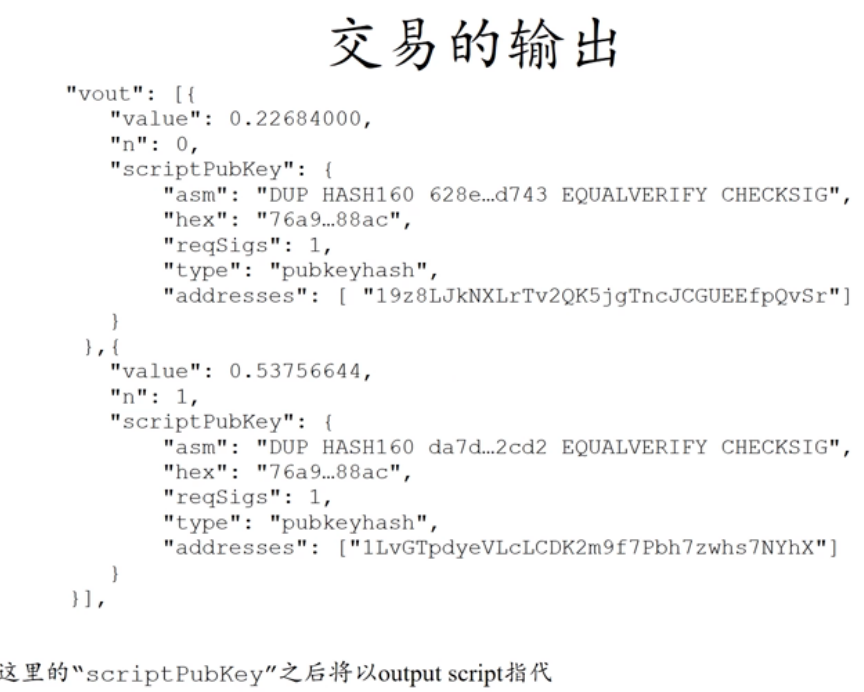 交易的输出
"vout": [{
"value": 0.22684000,
"n": 0,
"scriptPubKey": {
"asm": "DUP HASH160 628e…d743 EQUALVERIFY CHECKSIG",
"hex": "76a9…88ac",
"reqSigs": 1,
"type": "pubkeyhash",
"addresses": [ "19z8LJkNXLrTv2QK5jgTncJCGUEEfpQvSr"]
}
},{
"value": 0.53756644,
"n": 1,
"scriptPubKey": {
"asm": "DUP HASH160 da7d…2cd2 EQUALVERIFY CHECKSIG",
"hex": "76a9…88ac",
"reqSigs": 1,
"type": "pubkeyhash",
"addresses": ["1LvGTpdyeVLcLCDK2m9f7Pbh7zwhs7NYhX"]
}
}],
这里的“scriptPubKey”之后将以output script指代